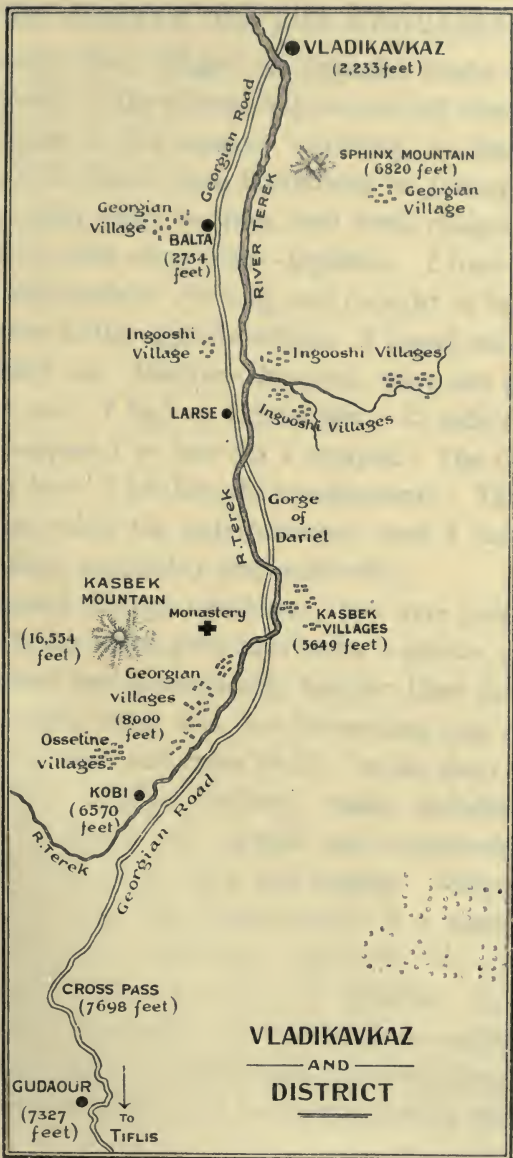 VLADIKAVKAZ
(2,233 feet)
Georgian Road
SPHINX MOUNTAIN
(6820 feet)
Georgian
Village
Georgian
Village
BALTA
(2754
feet)
RIVER TEREK
Ingooshi
Village
Ingooshi Villages
Ingooshi Villages
LARSE
R. Terek
Gorge
of
Dariel
KASBEK
MOUNTAIN
(16,554
feet)
Monastery
KASBEK
VILLAGES
(5649 feet)
Georgian
Villages
(8,000
feet)
Ossetine
Villages
KOBI
(6570
feet)
R. Terek
Georgian Road
CROSS PASS
(7698 feet)
GUDAOUR
(7327
feet)
TO
TIFLIS
VLADIKAVKAZ
AND
DISTRICT